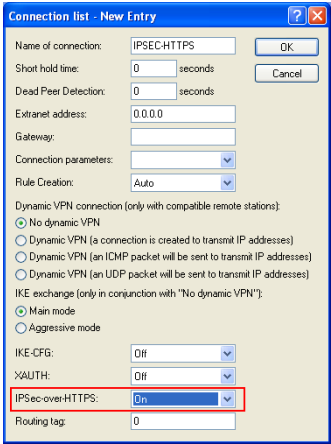 Connection list - New Entry
Name of connection: IPSEC-HTTPS OK
Short hold time: 0 seconds Cancel
Dead Peer Detection: 0 seconds
Extranet address: 0.0.0.0
Gateway:
Connection parameters:
Rule Creation: Auto
Dynamic VPN connection (only with compatible remote stations):
No dynamic VPN
Dynamic VPN (a connection is created to transmit IP addresses)
Dynamic VPN (an ICMP packet will be sent to transmit IP addresses)
Dynamic VPN (an UDP packet will be sent to transmit IP addresses)
IKE exchange (only in conjunction with "No dynamic VPN"):
Main mode
Aggressive mode
IKE-CFG: Off
XAUTH: Off
IPSec-over-HTTPS: On
Routing tag: 0